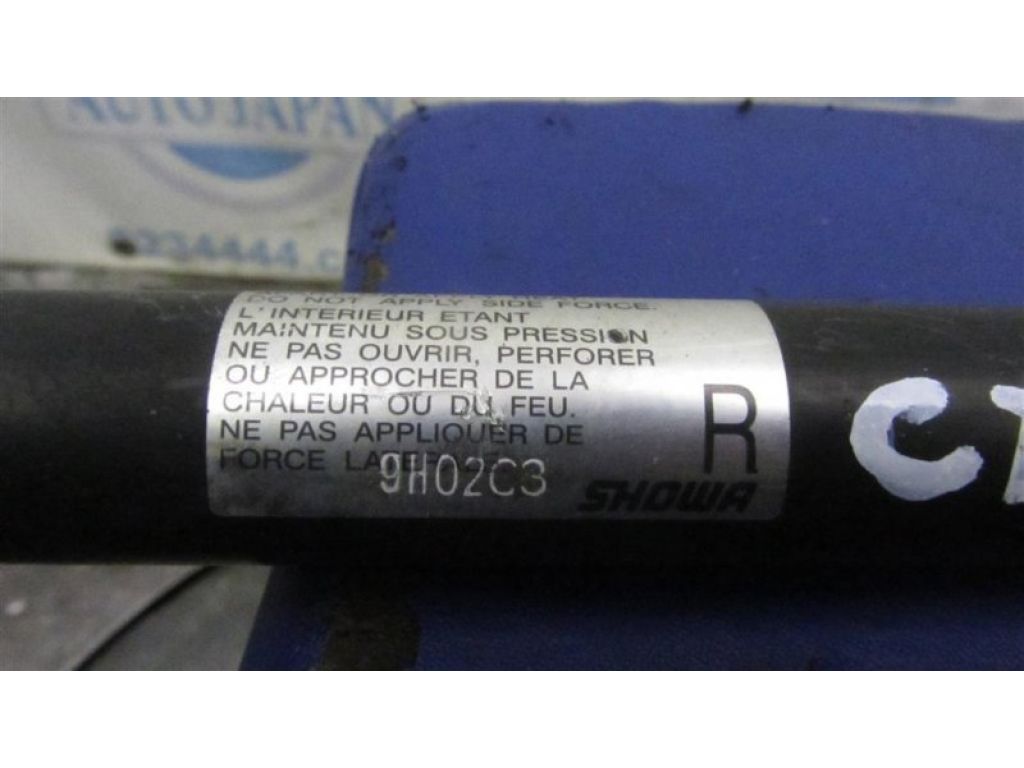 AUTOJAPAN
DO NOT APPLY SIDE FORCE.
L'INTERIEUR ETANT
MAINTENU SOUS PRESSION
NE PAS OUVRIR, PERFORER
OU APPROCHER DE LA
CHALEUR OU DU FEU.
NE PAS APPLIQUER DE
FORCE
9H02C3
R
SHOWA